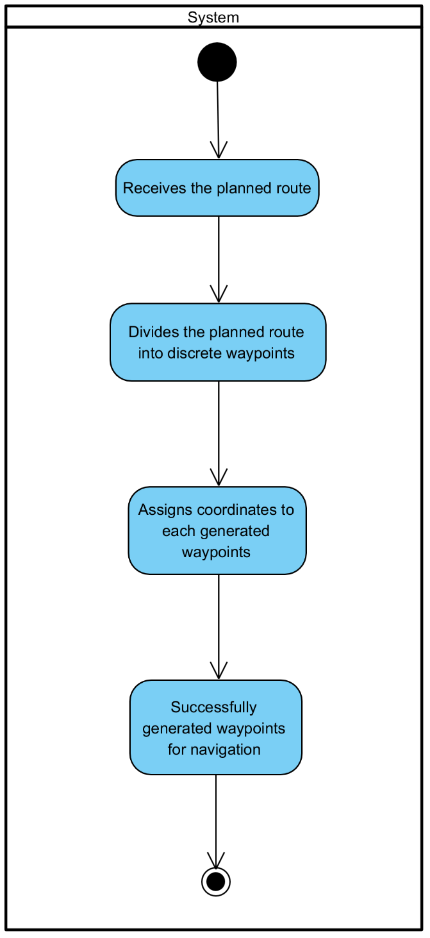 System
Receives the planned route
Divides the planned route
into discrete waypoints
Assigns coordinates to
each generated
waypoints
Successfully
generated waypoints
for navigation